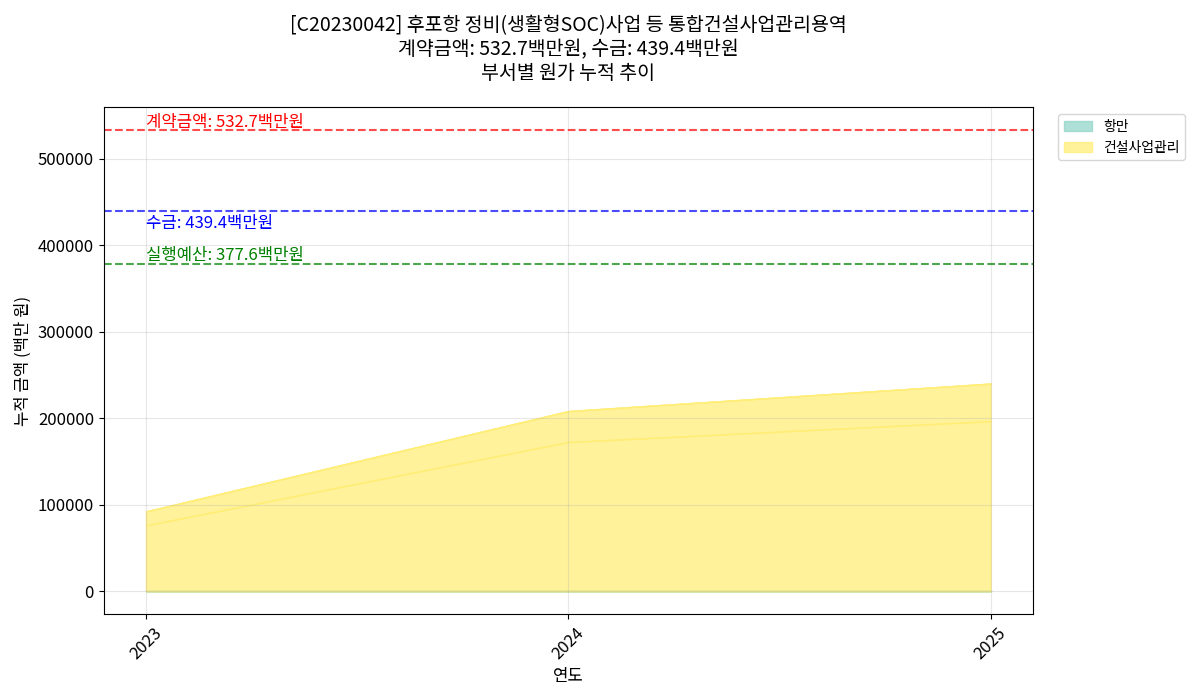 [C20230042] 후포항 정비(생활형SOC)사업 등 통합건설사업관리용역
계약금액: 532.7백만원, 수금: 439.4백만원
부서별 원가 누적 추이
계약금액: 532.7백만원
수금: 439.4백만원
실행예산: 377.6백만원
항만
건설사업관리
누적 금액 (백만 원)
500000
400000
300000
200000
100000
0
2023
2024
2025
연도